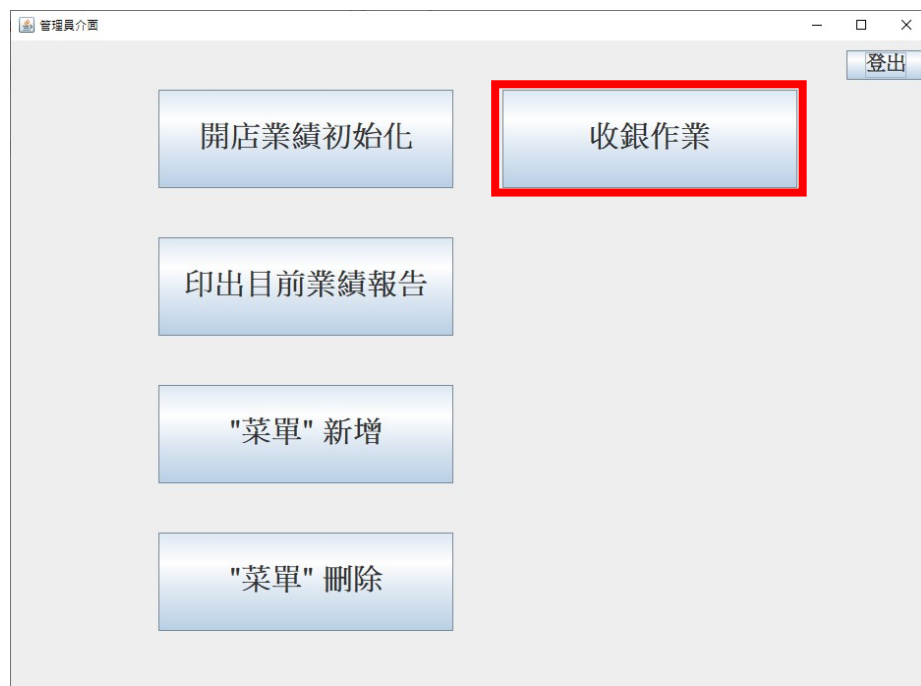 管理員介面
登出
開店業績初始化
收銀作業
印出目前業績報告
"菜單" 新增
"菜單" 刪除